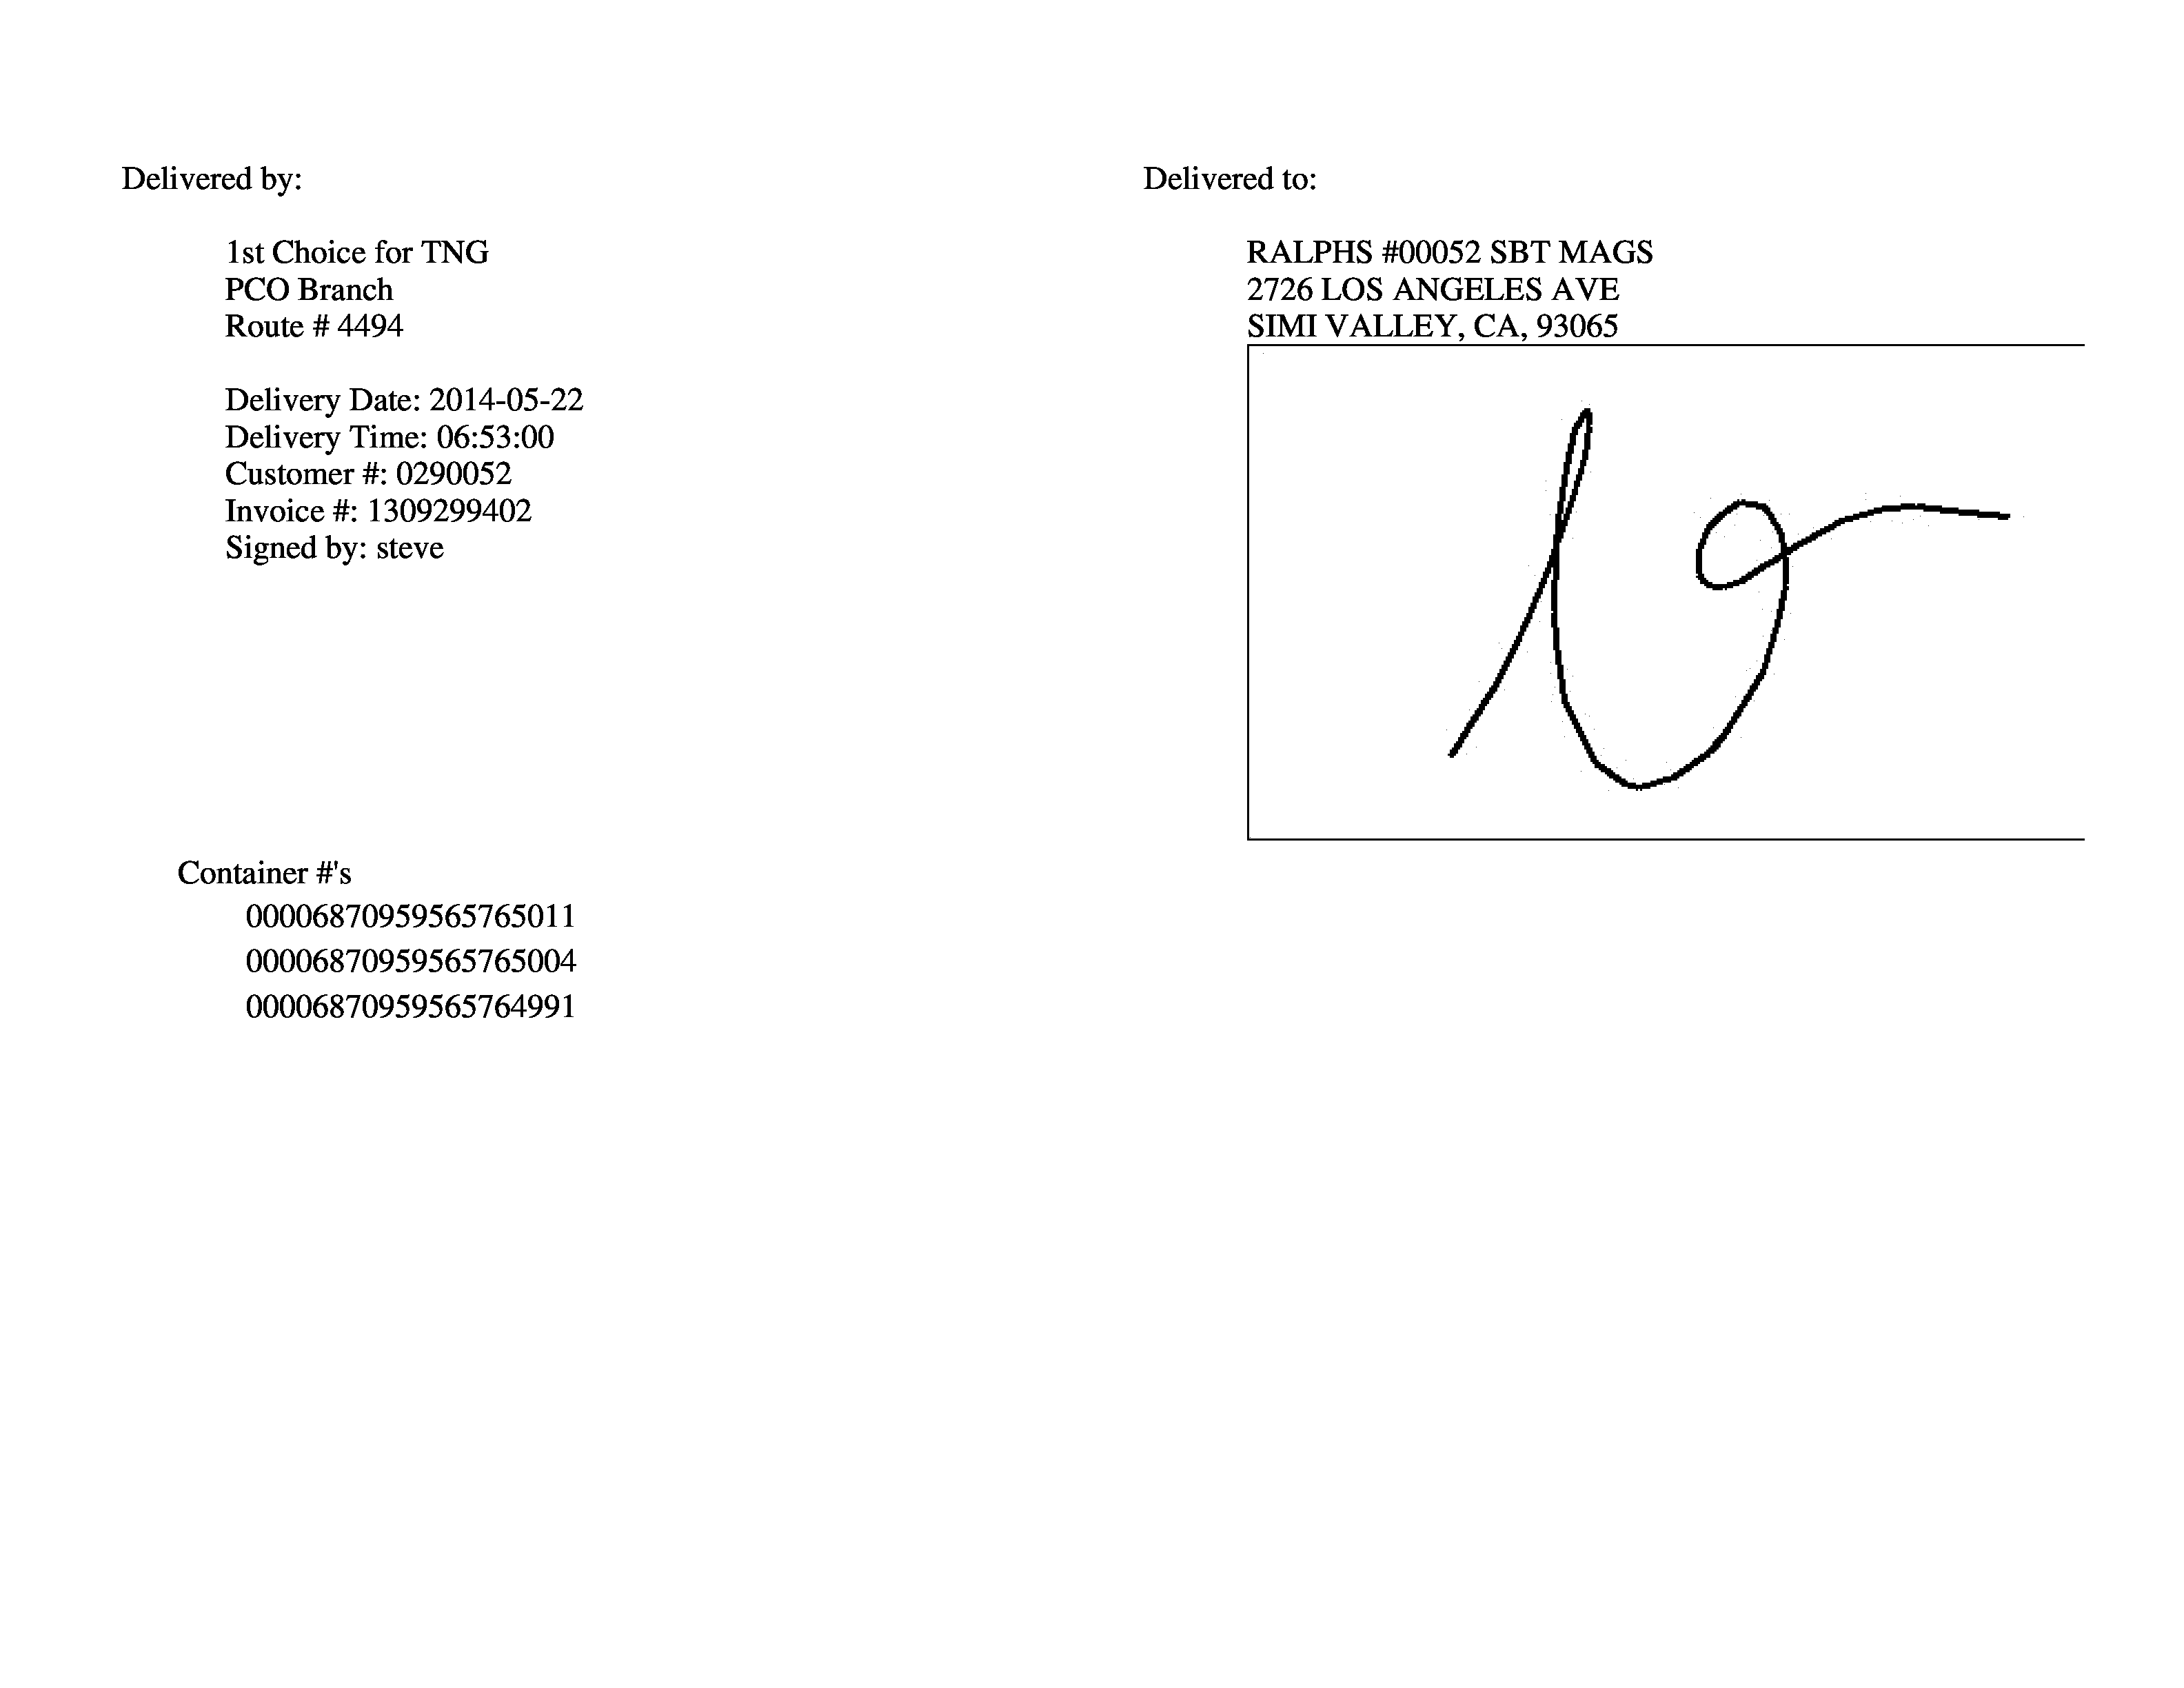 Delivered by:
1st Choice for TNG
PCO Branch
Route # 4494
Delivery Date: 2014-05-22
Delivery Time: 06:53:00
Customer #: 0290052
Invoice #: 1309299402
Signed by: steve
Delivered to:
RALPHS #00052 SBT MAGS
2726 LOS ANGELES AVE
SIMI VALLEY, CA, 93065
Container #'s
00006870959565765011
00006870959565765004
00006870959565764991